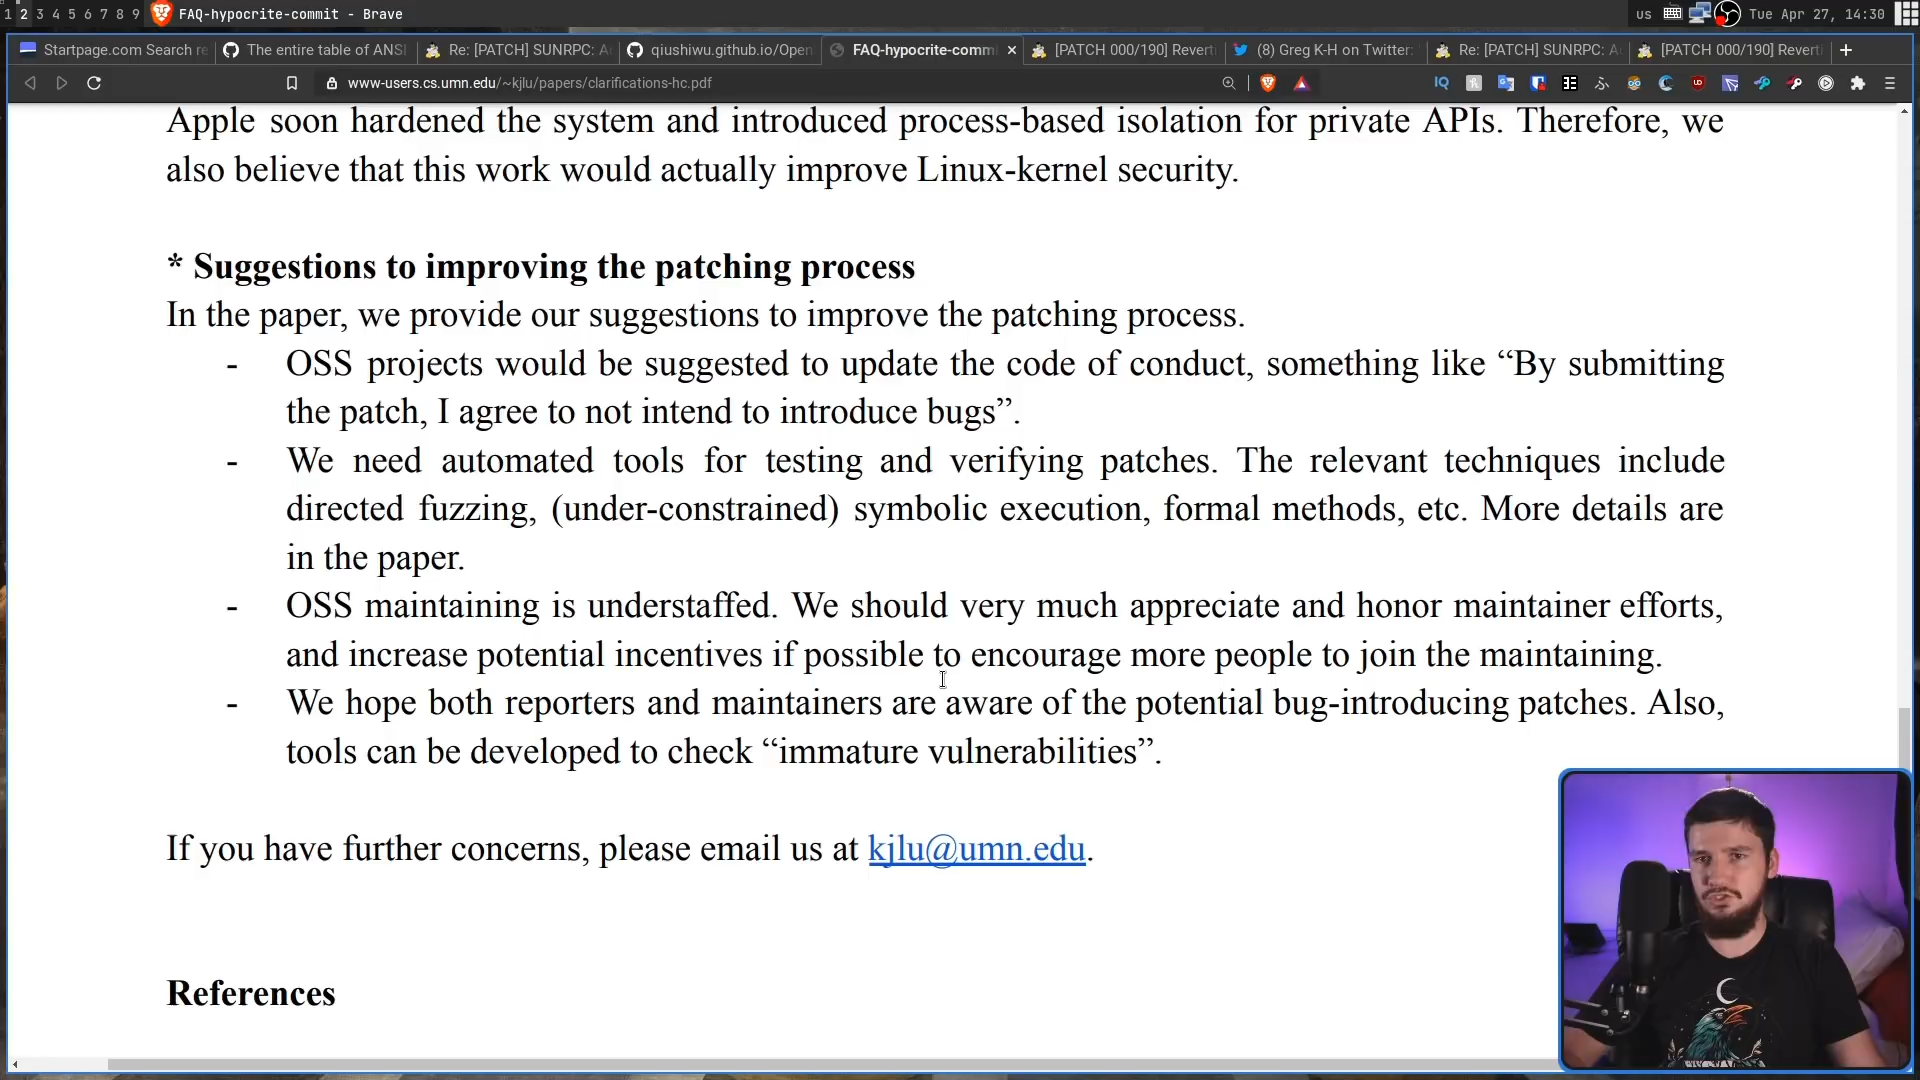 1 2 3 4 5 6 7 8 9 FAQ-hypocrite-commit - Brave us Tue Apr 27, 14:30
Startpage.com Search re The entire table of ANSI Re: [PATCH] SUNRPC: A qiushiwu.github.io/Open FAQ-hypocrite-commi [PATCH 000/190] Reverti (8) Greg K-H on Twitter: Re: [PATCH] SUNRPC: A [PATCH 000/190] Reverti
www-users.cs.umn.edu/~kjlu/papers/clarifications-hc.pdf
Apple soon hardened the system and introduced process-based isolation for private APIs. Therefore, we
also believe that this work would actually improve Linux-kernel security.
* Suggestions to improving the patching process
In the paper, we provide our suggestions to improve the patching process.
- OSS projects would be suggested to update the code of conduct, something like “By submitting
the patch, I agree to not intend to introduce bugs”.
- We need automated tools for testing and verifying patches. The relevant techniques include
directed fuzzing, (under-constrained) symbolic execution, formal methods, etc. More details are
in the paper.
- OSS maintaining is understaffed. We should very much appreciate and honor maintainer efforts,
and increase potential incentives if possible to encourage more people to join the maintaining.
- We hope both reporters and maintainers are aware of the potential bug-introducing patches. Also,
tools can be developed to check “immature vulnerabilities”.
If you have further concerns, please email us at kjlu@umn.edu.
References